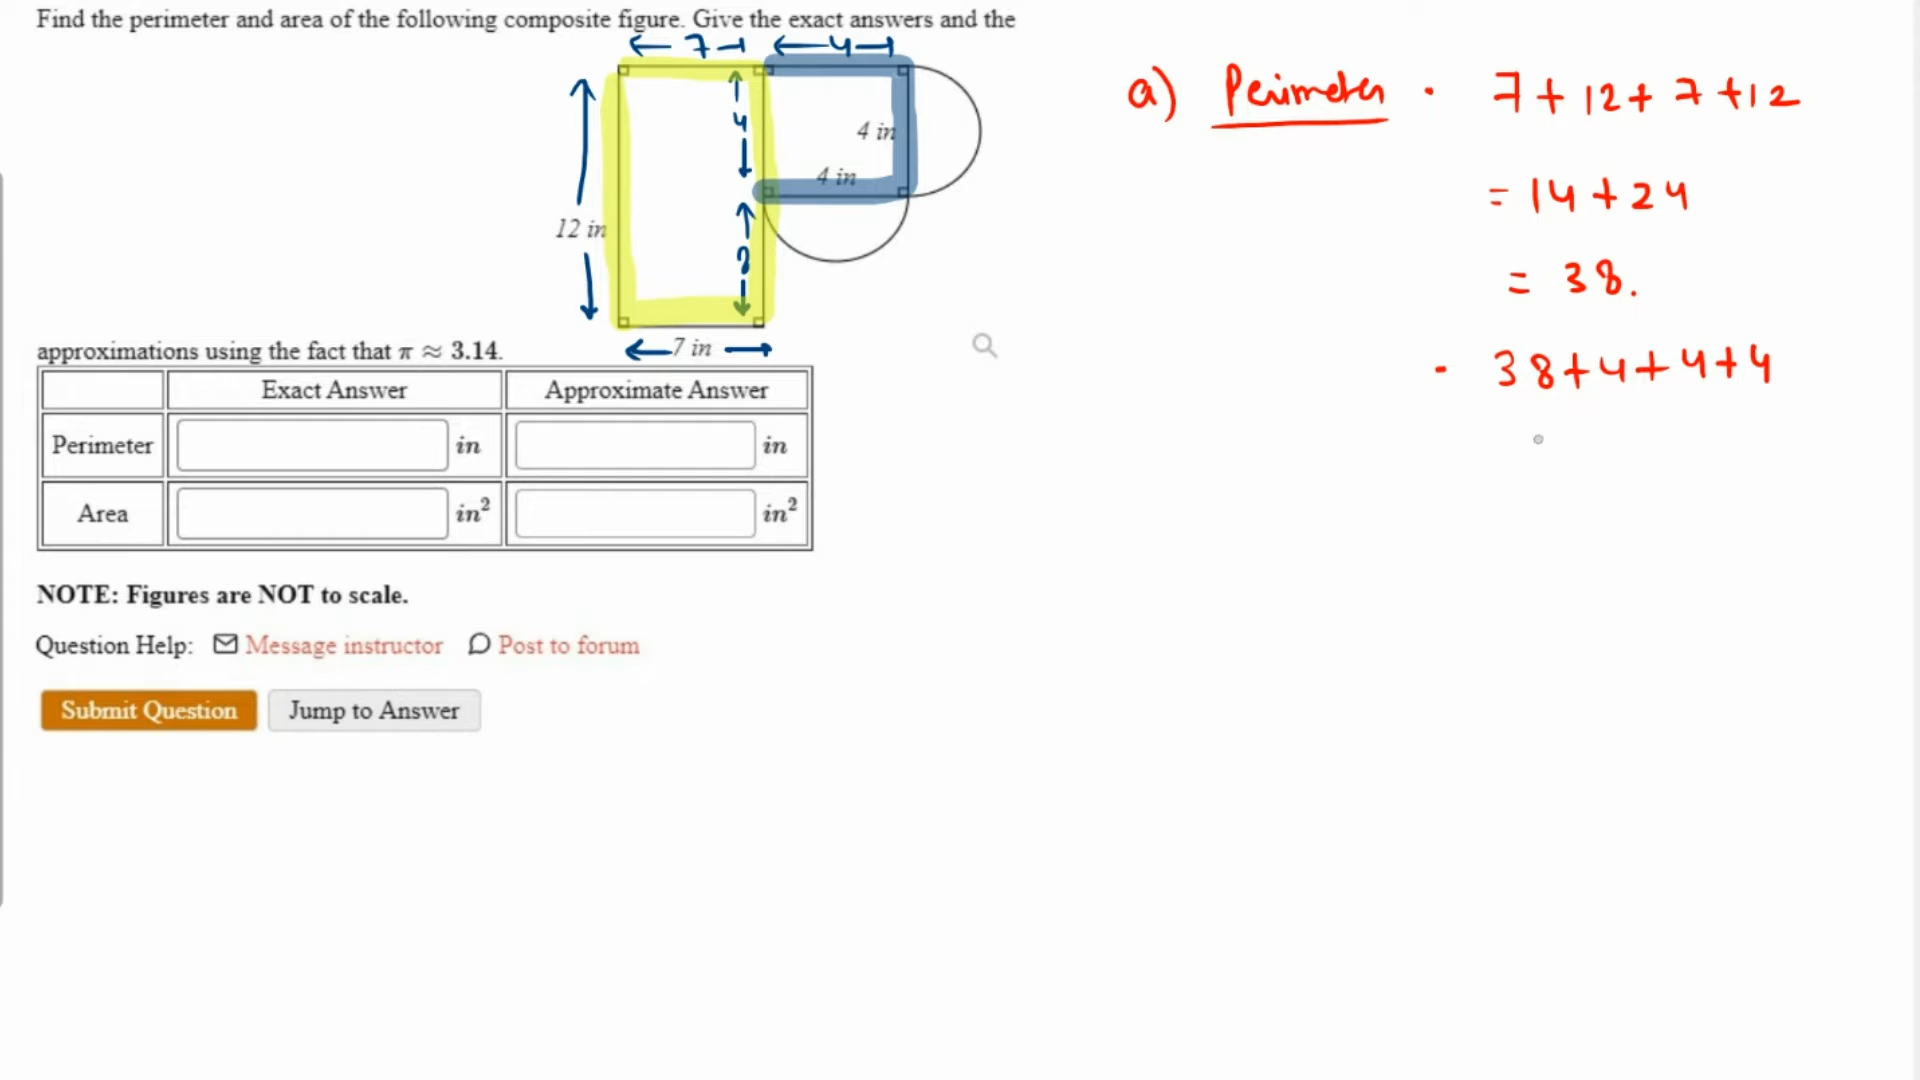 Find the perimeter and area of the following composite figure. Give the exact answers and the
← 7 → ← 4 →
4
4 in
4 in
12 in
8
approximations using the fact that π ≈ 3.14.
7 in
Exact Answer Approximate Answer
Perimeter in in
Area in² in²
NOTE: Figures are NOT to scale.
Question Help: Message instructor Post to forum
Submit Question Jump to Answer
a) Perimeter · 7+12+7+12
= 14+24
= 38.
· 38+4+4+4